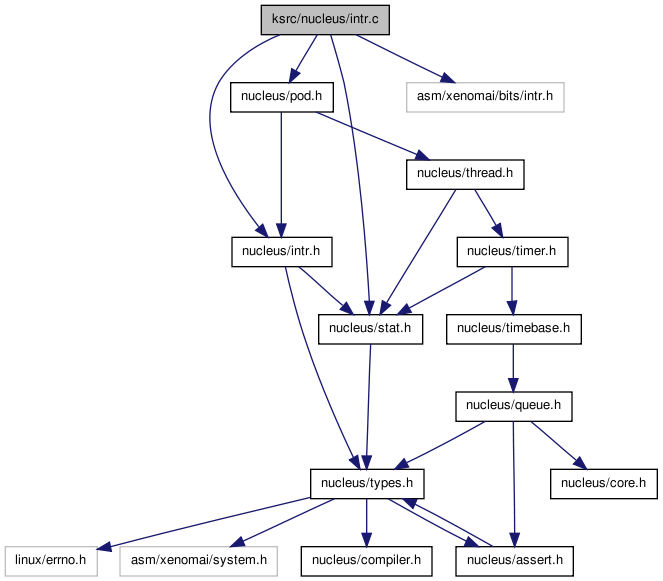 ksrc/nucleus/intr.c
nucleus/pod.h
asm/xenomai/bits/intr.h
nucleus/thread.h
nucleus/intr.h
nucleus/timer.h
nucleus/stat.h
nucleus/timebase.h
nucleus/queue.h
nucleus/types.h
nucleus/core.h
linux/errno.h
asm/xenomai/system.h
nucleus/compiler.h
nucleus/assert.h